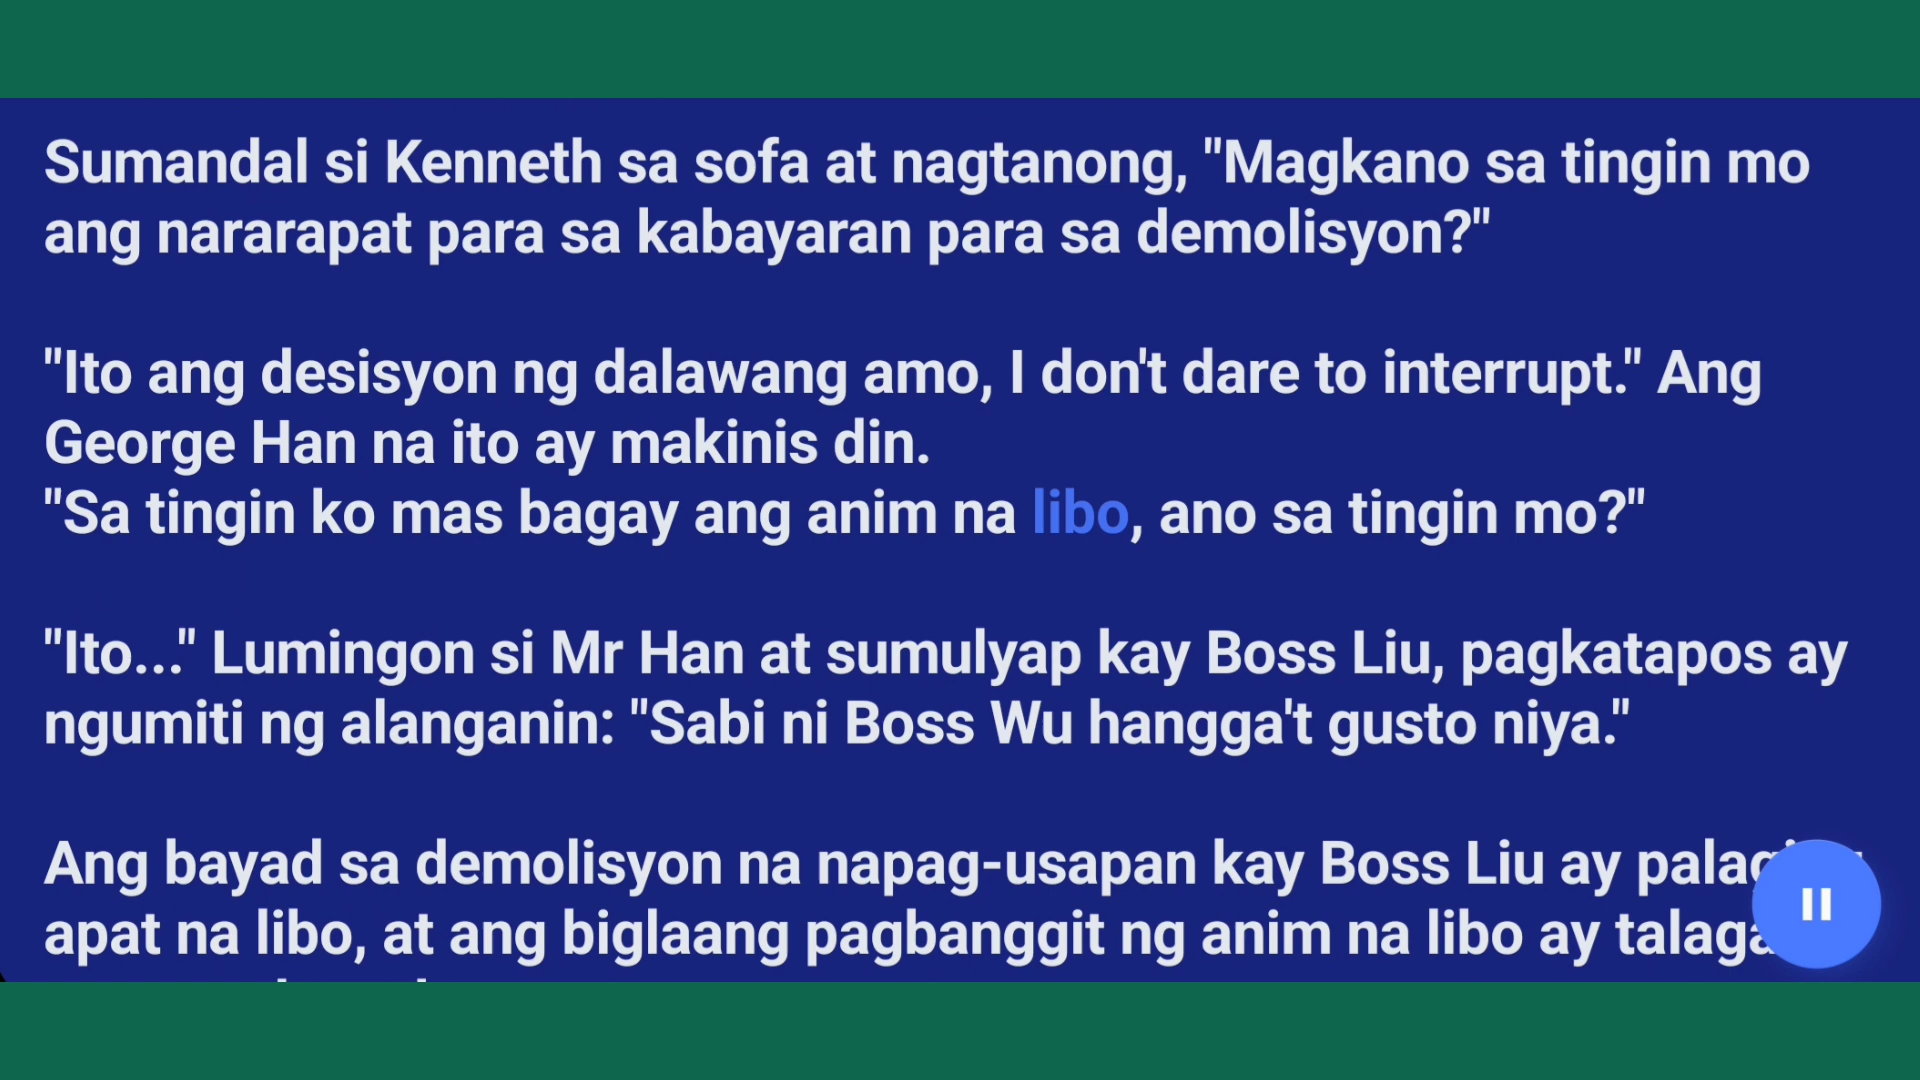 Sumandal si Kenneth sa sofa at nagtanong, "Magkano sa tingin mo
ang nararapat para sa kabayaran para sa demolisyon?"
"Ito ang desisyon ng dalawang amo, I don't dare to interrupt." Ang
George Han na ito ay makinis din.
"Sa tingin ko mas bagay ang anim na libo, ano sa tingin mo?"
"Ito..." Lumingon si Mr Han at sumulyap kay Boss Liu, pagkatapos ay
ngumiti ng alanganin: "Sabi ni Boss Wu hangga't gusto niya."
Ang bayad sa demolisyon na napag-usapan kay Boss Liu ay
apat na libo, at ang biglaang pagbanggit ng anim na libo ay